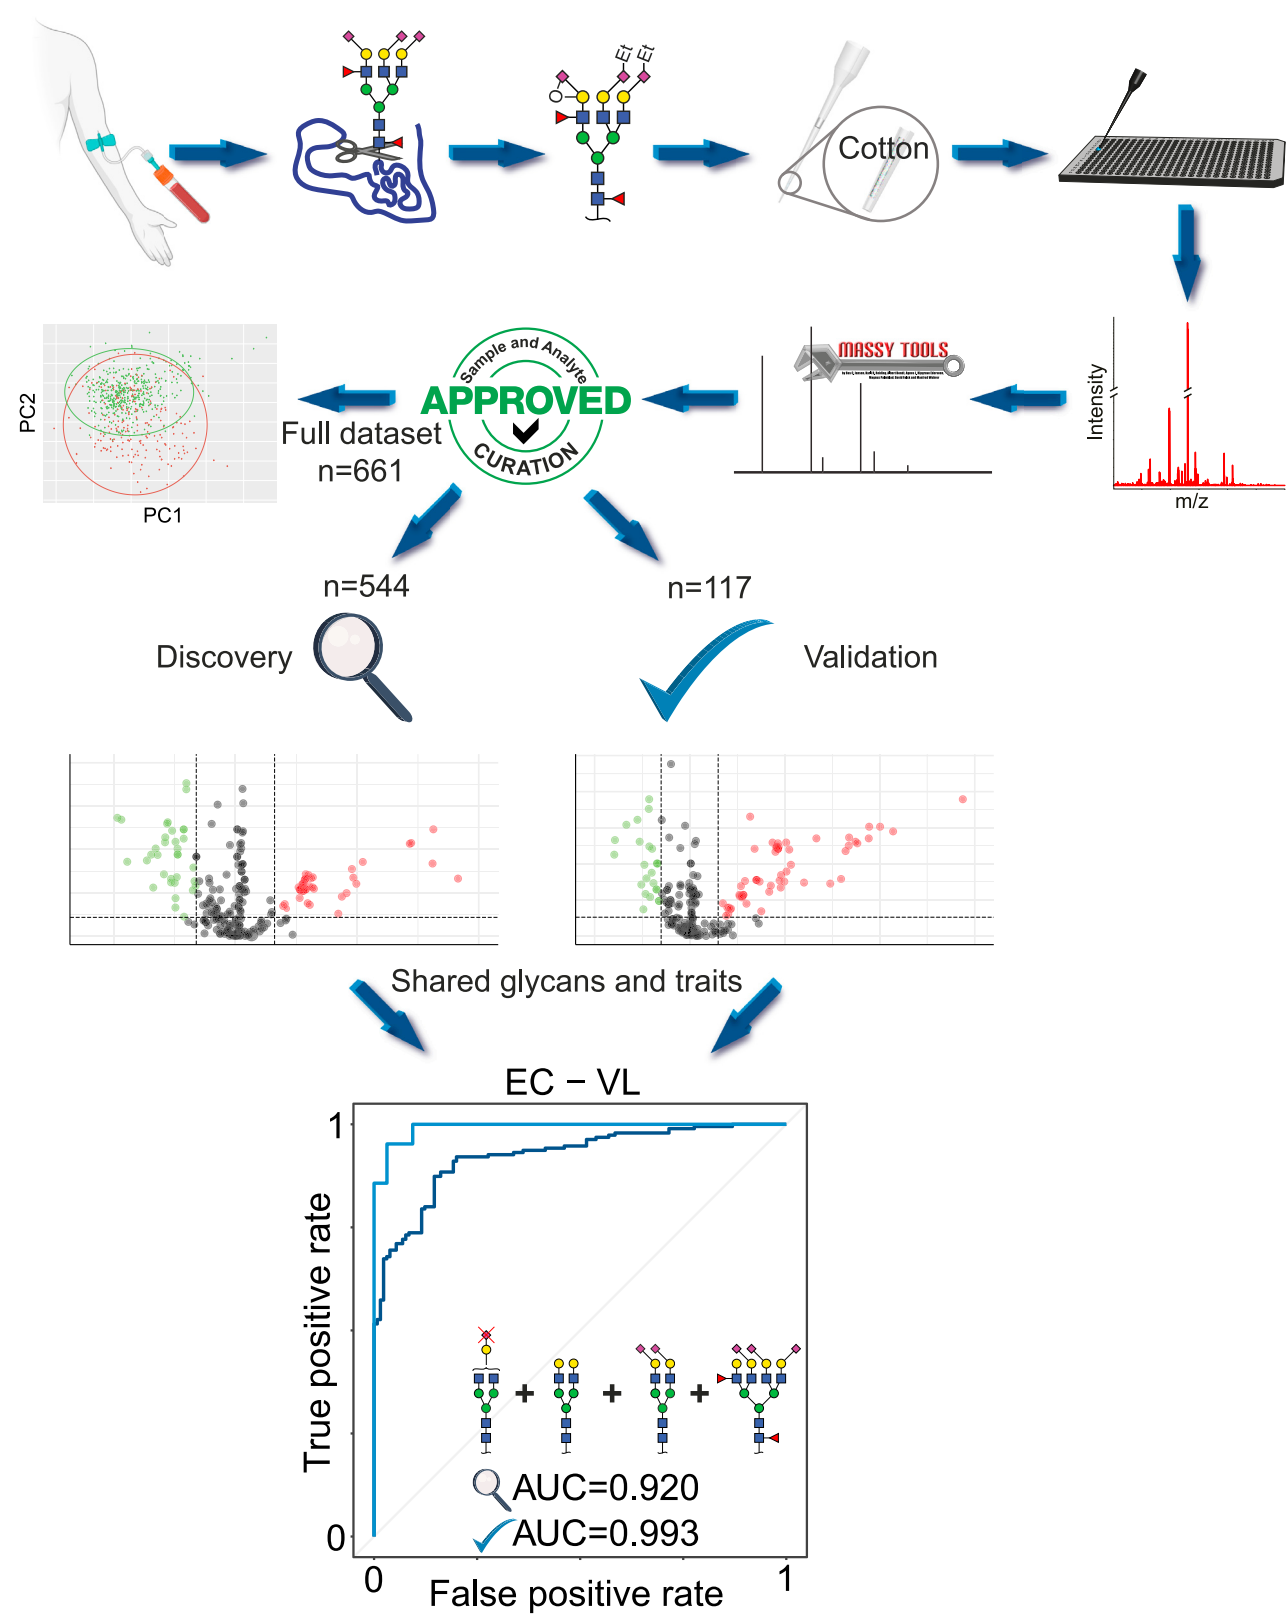 Et
Et
O
Cotton
PC2
PC1
Sample and Analyte
APPROVED
CURATION
Full dataset
n=661
MASSY TOOLS
Intensity
m/z
n=544
n=117
Discovery
Validation
Shared glycans and traits
EC – VL
True positive rate
1
0
+
+
+
AUC=0.920
AUC=0.993
0
1
False positive rate